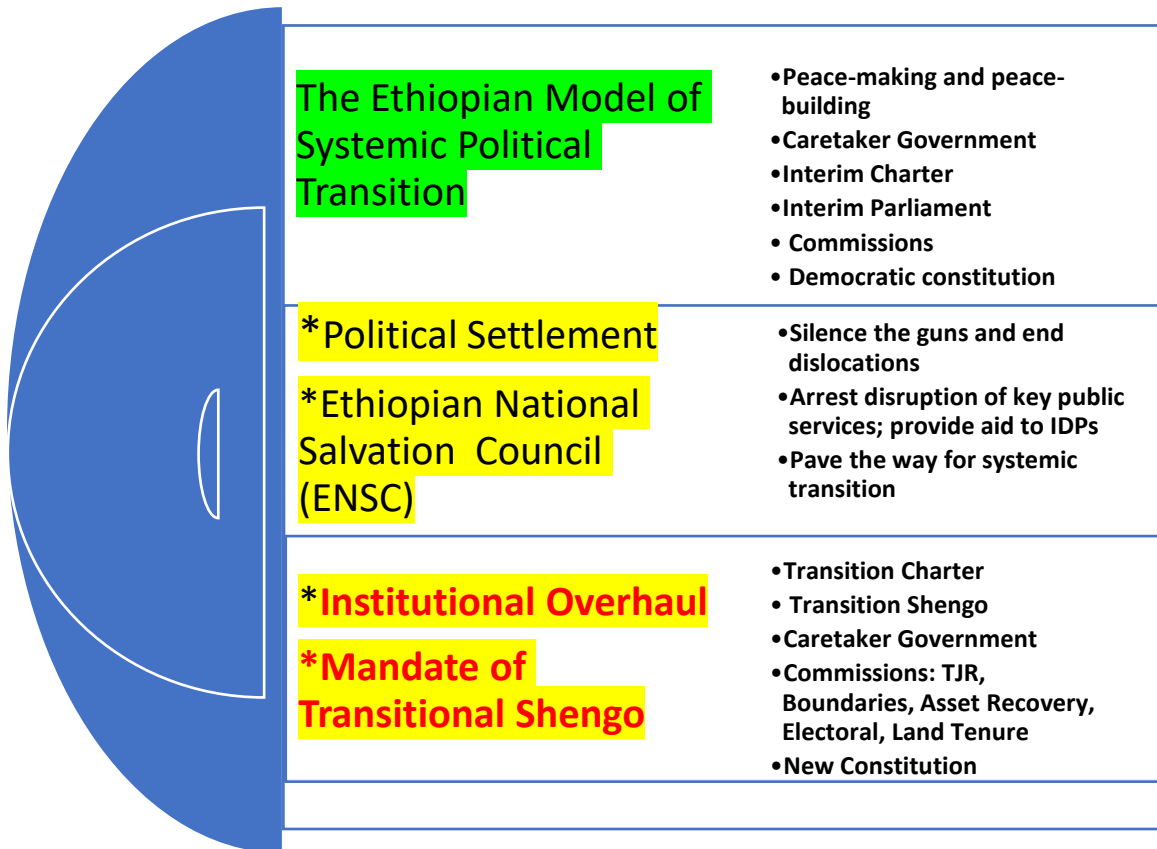 The Ethiopian Model of
Systemic Political
Transition
•Peace-making and peace-
building
•Caretaker Government
•Interim Charter
•Interim Parliament
• Commissions
• Democratic constitution
*Political Settlement
*Ethiopian National
Salvation Council
(ENSC)
•Silence the guns and end
dislocations
•Arrest disruption of key public
services; provide aid to IDPs
•Pave the way for systemic
transition
*Institutional Overhaul
*Mandate of
Transitional Shengo
•Transition Charter
• Transition Shengo
•Caretaker Government
•Commissions: TJR,
Boundaries, Asset Recovery,
Electoral, Land Tenure
•New Constitution